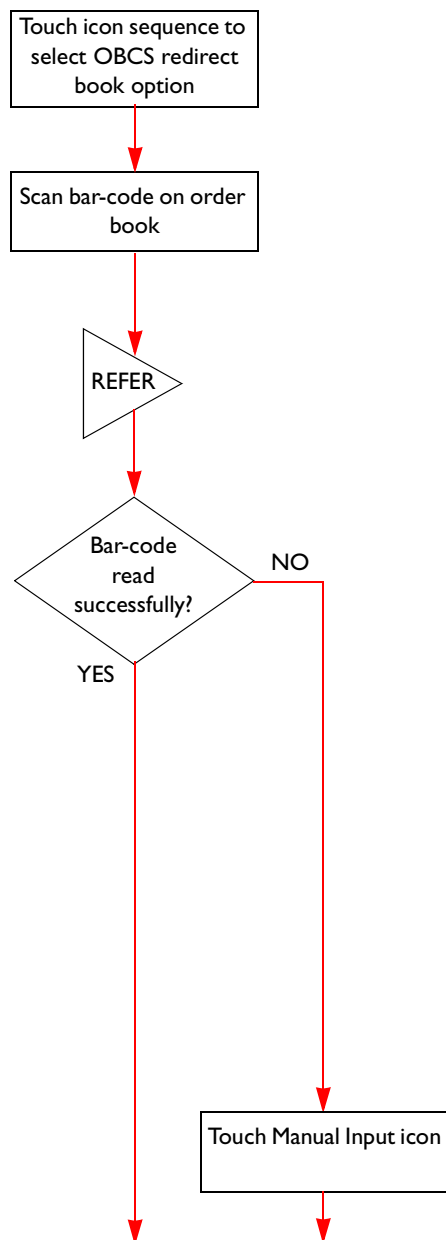 Touch icon sequence to
select OBCS redirect
book option
Scan bar-code on order
book
REFER
Bar-code
read
successfully?
NO
YES
Touch Manual Input icon